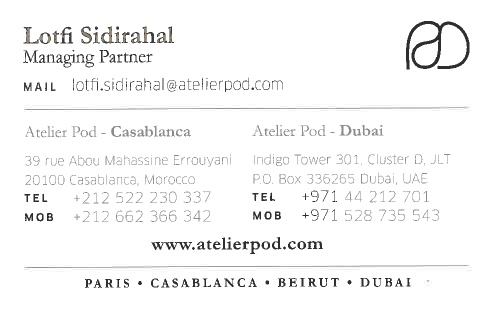 Lotfi Sidirahal
Managing Partner
MAIL lotfi.sidirahal@atelierpod.com
Atelier Pod - Casablanca
39 rue Abou Mahassine Errouyani
20100 Casablanca, Morocco
TEL +212 522 230 337
MOB +212 662 366 342
Atelier Pod - Dubai
Indigo Tower 301, Cluster D, JLT
P.O. Box 336265 Dubai, UAE
TEL +971 44 212 701
MOB +971 528 735 543
www.atelierpod.com
PARIS • CASABLANCA • BEIRUT • DUBAI